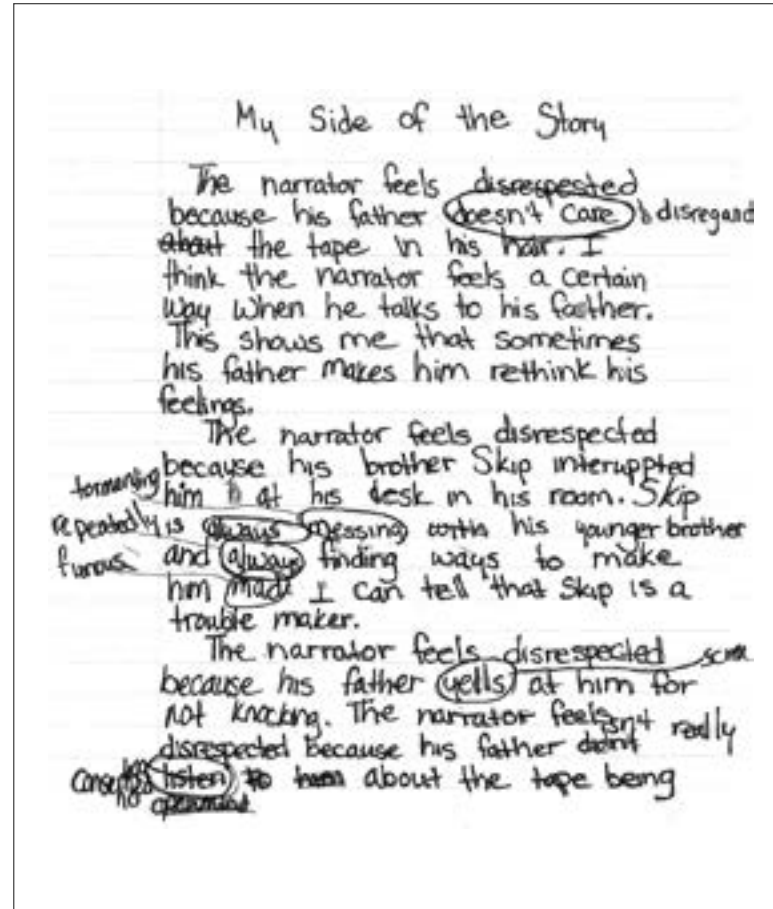 My Side of the Story
The narrator feels disrespested
because his father doesn't care disregard
about the tape in his hair. I
think the narrator feels a certain
way when he talks to his father.
This shows me that sometimes
his father makes him rethink his
feelings.
The narrator feels disrespected
because his brother Skip interuppted
tormenting him at his desk in his room. Skip
repeatedly is always messing with his younger brother
furious and always finding ways to make
him mad. I can tell that Skip is a
trouble maker.
The narrator feels disrespected
because his father yells at him for
not knocking. The narrator feels isn't really
disrespected because his father didn't
listen to him about the tape being